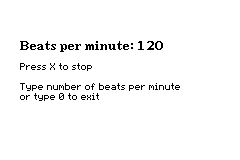 Beats per minute: 120
Press X to stop
Type number of beats per minute
or type 0 to exit